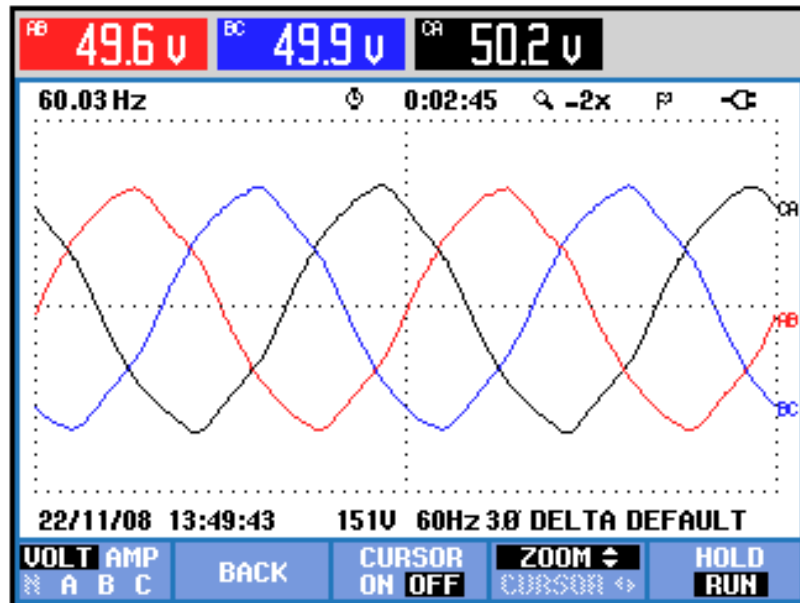 AB 49.6 V BC 49.9 V CA 50.2 V
60.03 Hz 0:02:45 -2x
CA
AB
BC
22/11/08 13:49:43 151V 60Hz 3Ø DELTA DEFAULT
VOLT AMP BACK CURSOR ZOOM HOLD
N A B C ON OFF CURSOR RUN